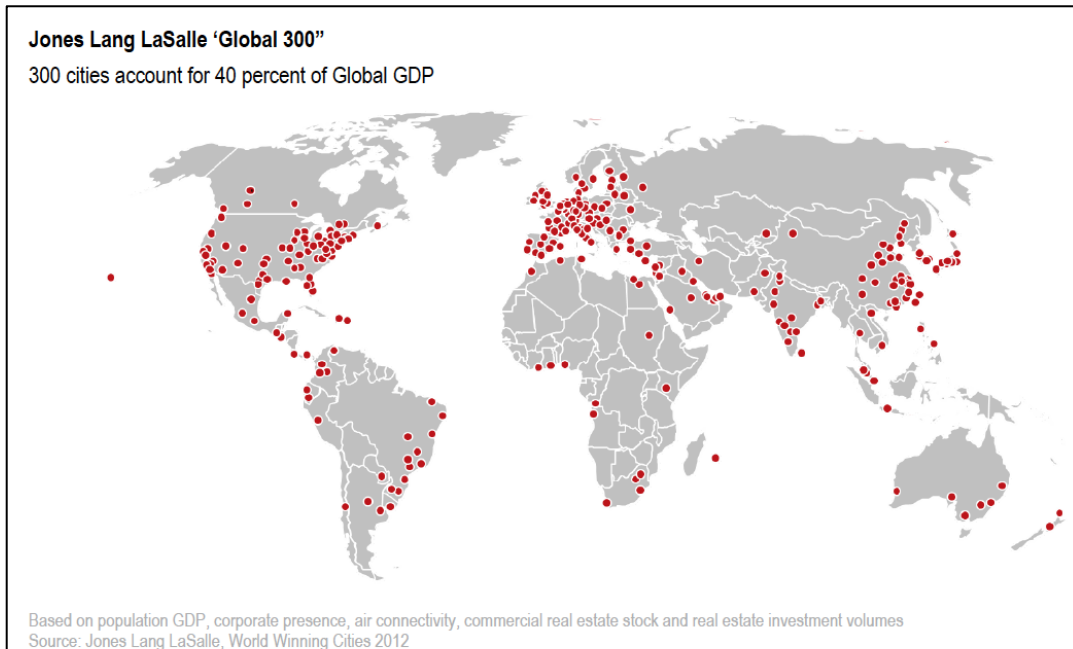 Jones Lang LaSalle ‘Global 300”
300 cities account for 40 percent of Global GDP
Based on population GDP, corporate presence, air connectivity, commercial real estate stock and real estate investment volumes
Source: Jones Lang LaSalle, World Winning Cities 2012